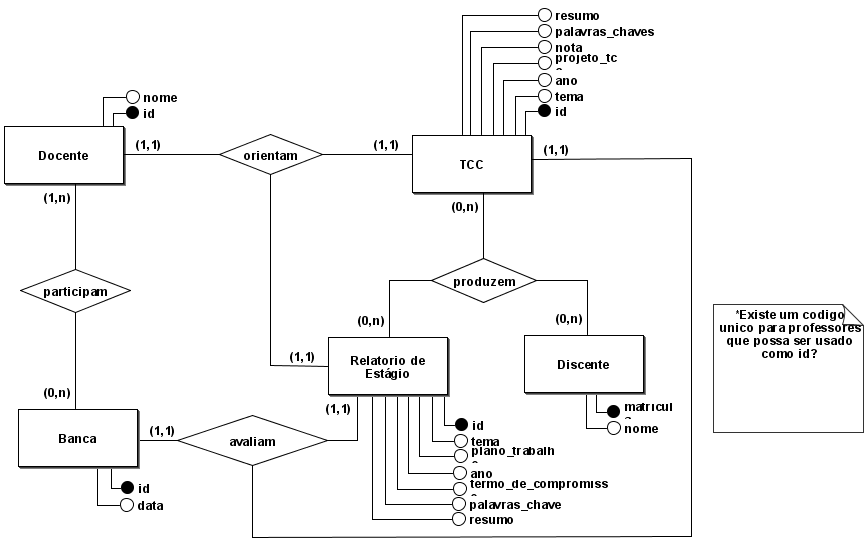 resumo
palavras_chaves
nota
projeto_tc
ano
tema
id
nome
id
Docente
(1,1)
orientam
(1,1)
TCC
(1,1)
(1,n)
(0,n)
participam
produzem
(0,n)
(0,n)
*Existe um codigo
unico para professores
que possa ser usado
como id?
(1,1)
Relatorio de
Estágio
Discente
(0,n)
(1,1)
matricul
nome
Banca
(1,1)
avaliam
id
tema
plano_trabalh
ano
termo_de_compromiss
palavras_chave
resumo
id
data